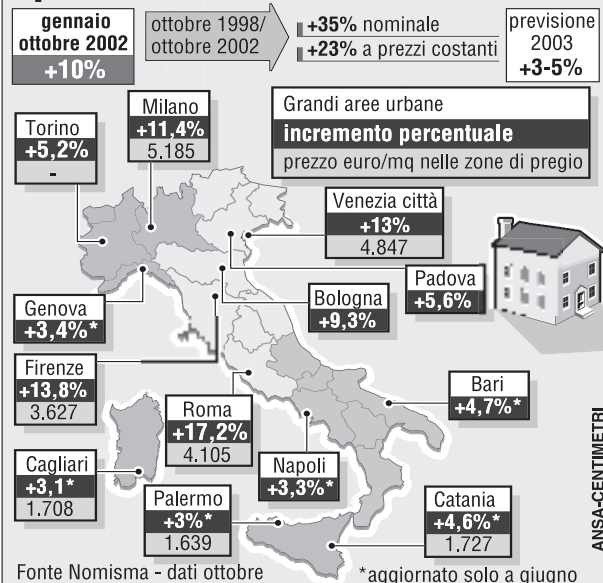 gennaio
ottobre 2002
+10%
ottobre 1998/
ottobre 2002
+35% nominale
+23% a prezzi costanti
previsione
2003
+3-5%
Grandi aree urbane
incremento percentuale
prezzo euro/mq nelle zone di pregio
Torino
+5,2%
-
Milano
+11,4%
5.185
Venezia città
+13%
4.847
Padova
+5,6%
Genova
+3,4%*
Bologna
+9,3%
Firenze
+13,8%
3.627
Roma
+17,2%
4.105
Bari
+4,7%*
Napoli
+3,3%*
Cagliari
+3,1*
1.708
Palermo
+3%*
1.639
Catania
+4,6%*
1.727
Fonte Nomisma - dati ottobre
*aggiornato solo a giugno
ANSA-CENTIMETRI